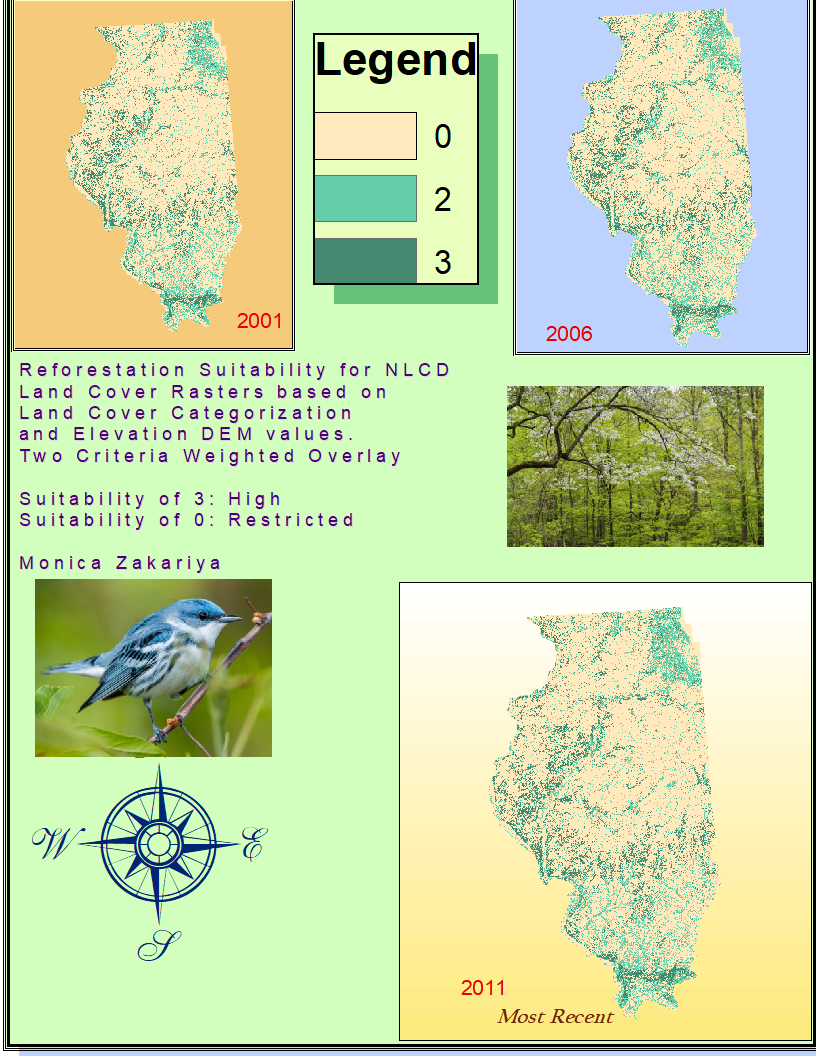 Legend
0
2
3
2001
2006
Reforestation Suitability for NLCD
Land Cover Rasters based on
Land Cover Categorization
and Elevation DEM values.
Two Criteria Weighted Overlay
Suitability of 3: High
Suitability of 0: Restricted
Monica Zakariya
W
E
S
2011
Most Recent